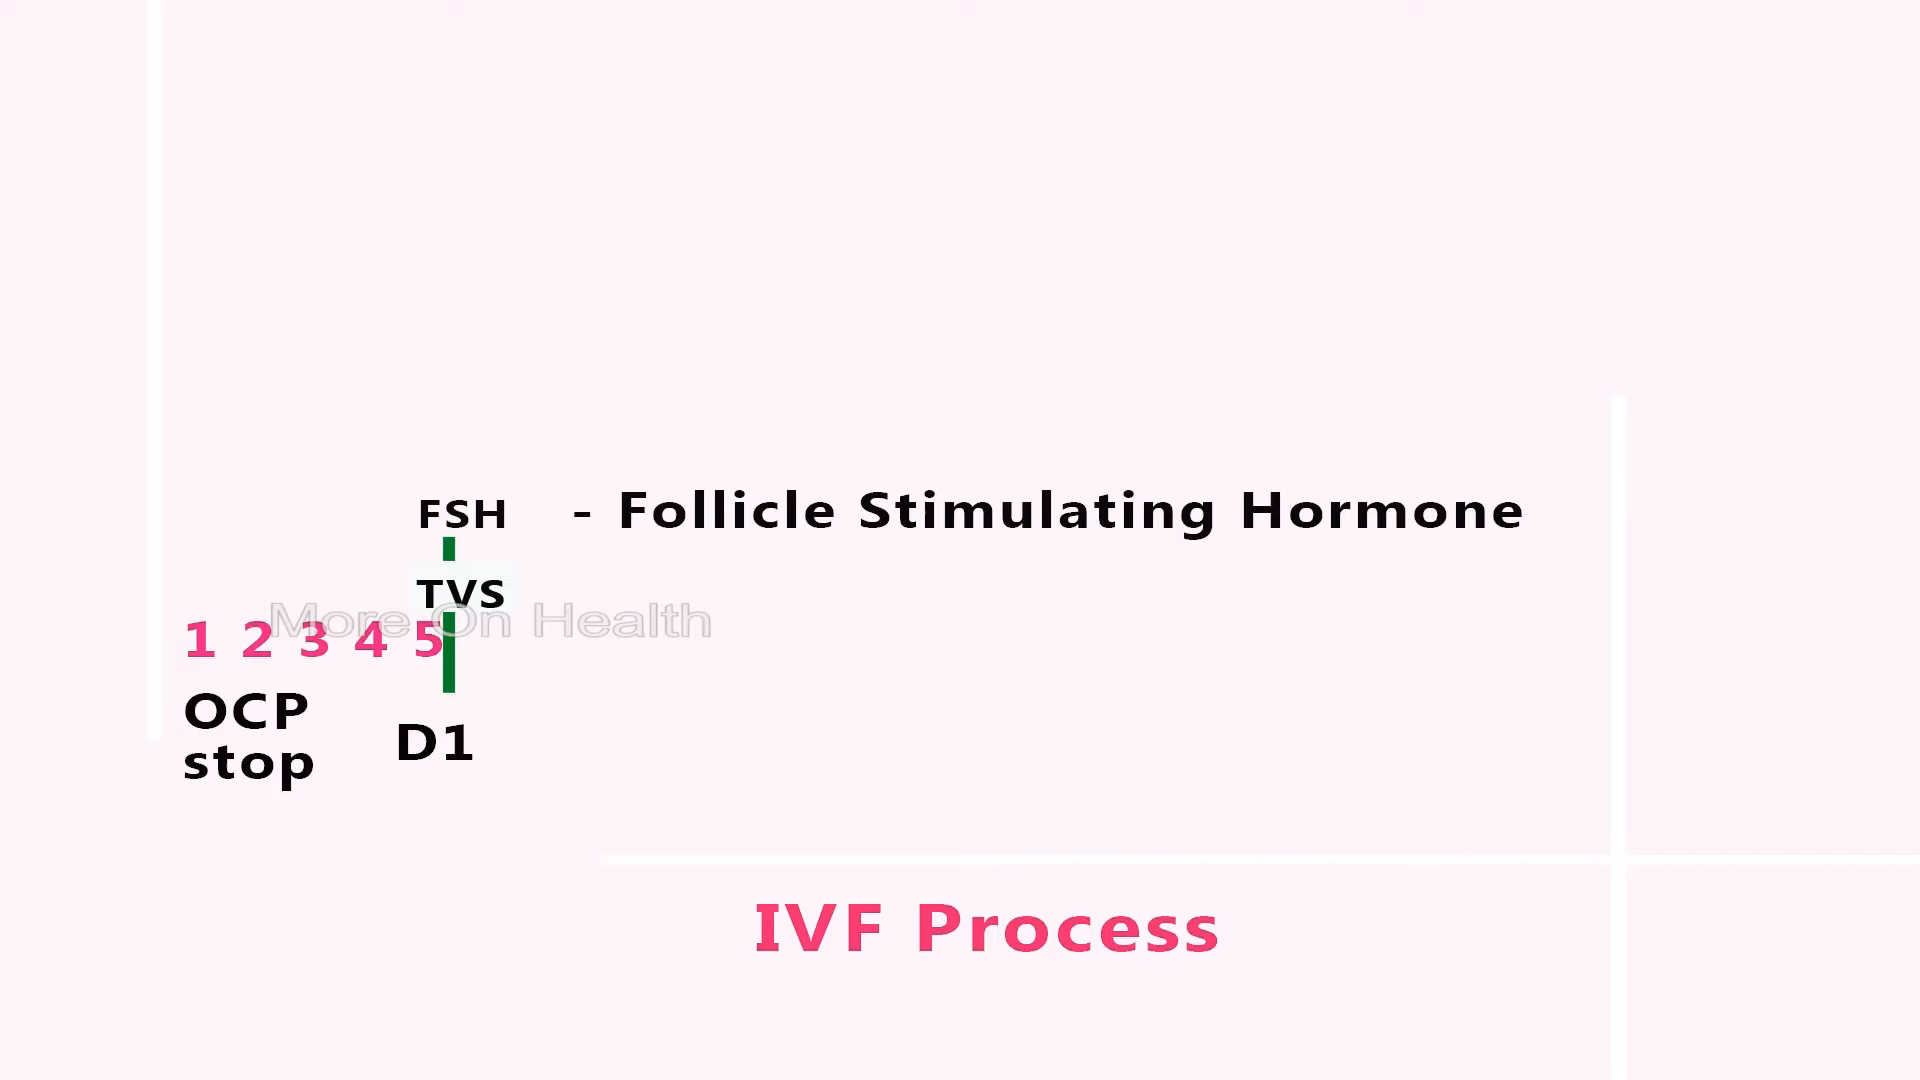 FSH - Follicle Stimulating Hormone
TVS
More On Health
1 2 3 4 5
OCP
stop
D1
IVF Process